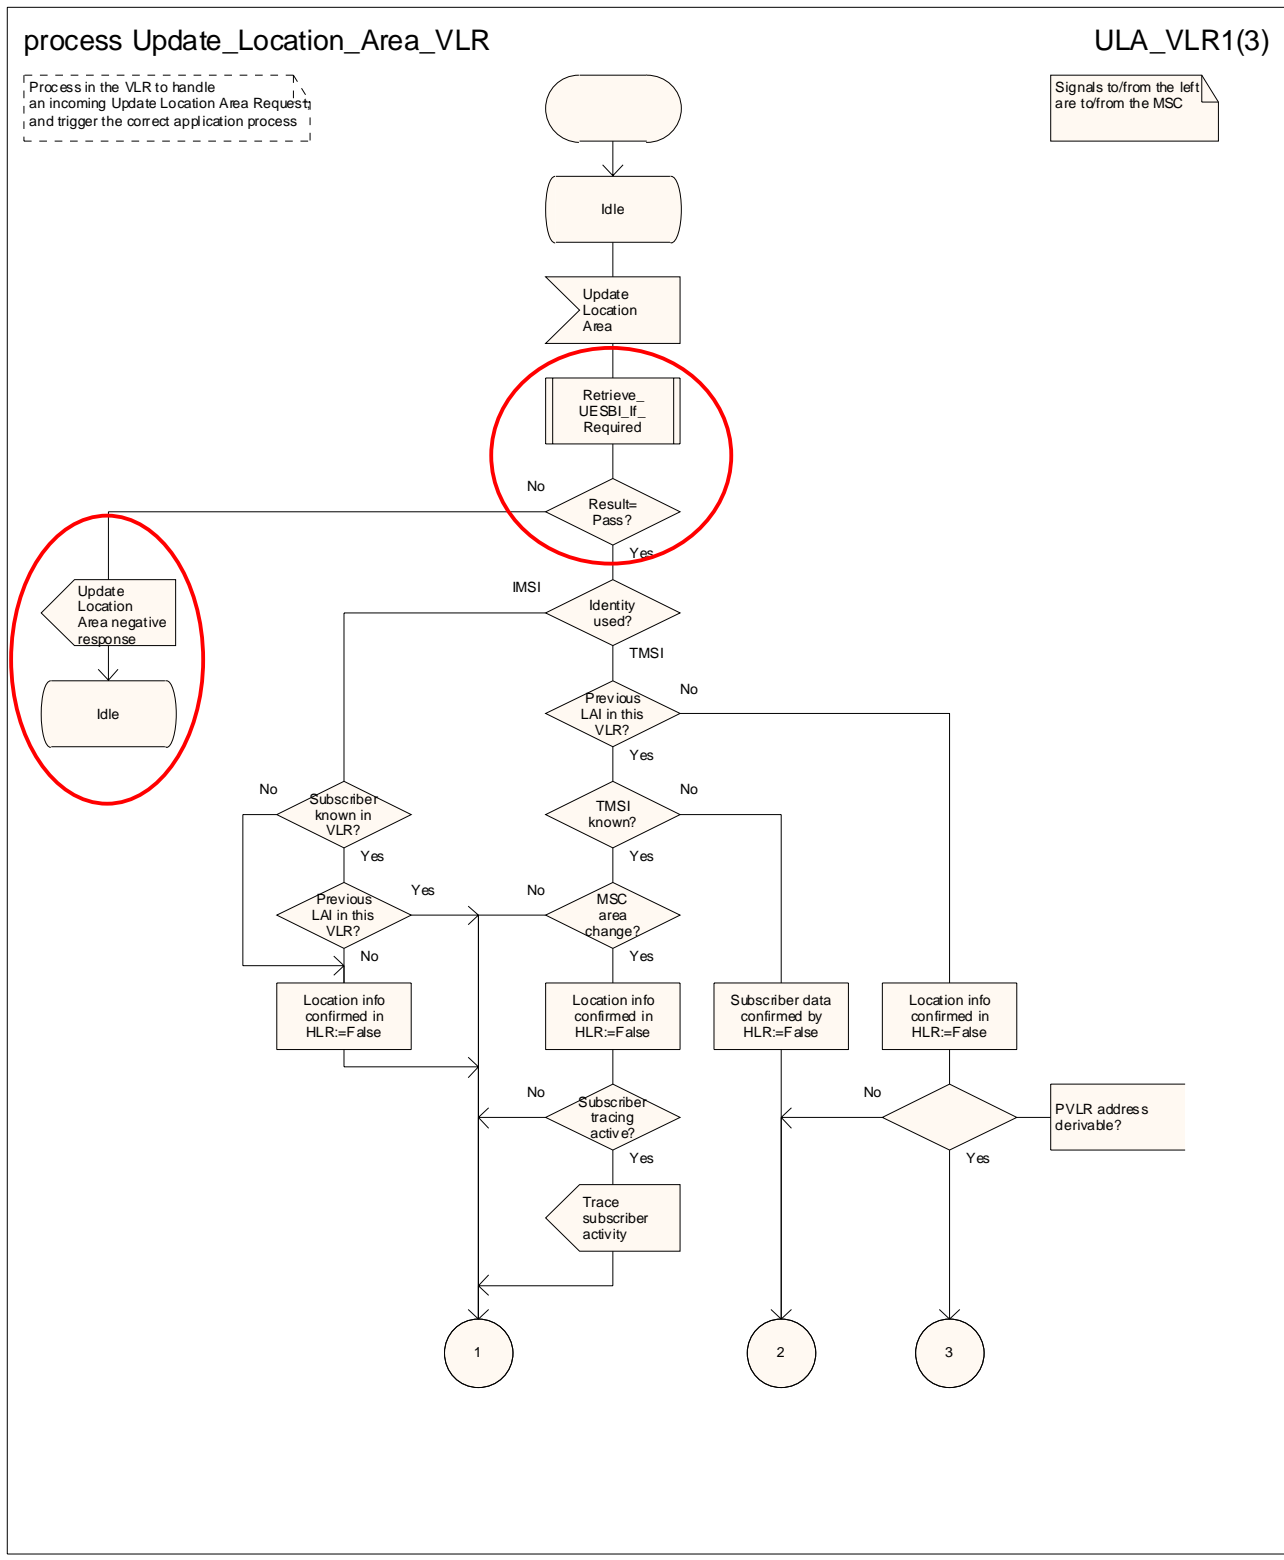 process Update_Location_Area_VLR
ULA_VLR1(3)
Process in the VLR to handle
an incoming Update Location Area Request
and trigger the correct application process
Signals to/from the left
are to/from the MSC
Idle
Update
Location
Area
Retrieve_
UESBI_If_
Required
No
Result=
Pass?
Yes
Update
Location
Area negative
response
Idle
IMSI
Identity
used?
TMSI
Previous
LAI in this
VLR?
No
Yes
No
Subscriber
known in
VLR?
Yes
TMSI
known?
No
Yes
Previous
LAI in this
VLR?
Yes
No
No
MSC
area
change?
Yes
Location info
confirmed in
HLR:=False
Location info
confirmed in
HLR:=False
Subscriber data
confirmed by
HLR:=False
Location info
confirmed in
HLR:=False
No
Subscriber
tracing
active?
Yes
No
Yes
PVLR address
derivable?
Trace
subscriber
activity
1
2
3